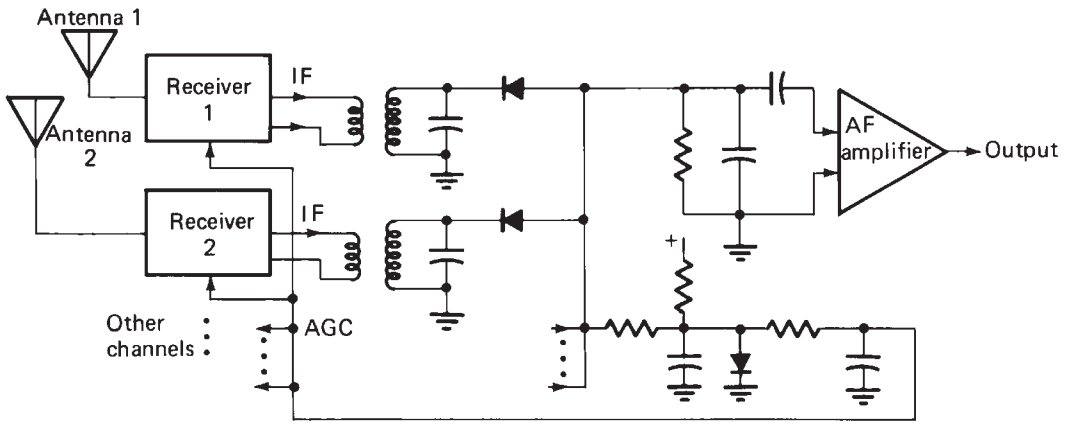 Antenna 1
Receiver
1
IF
Antenna
2
AF
amplifier
Output
Receiver
2
IF
+
Other
channels
AGC